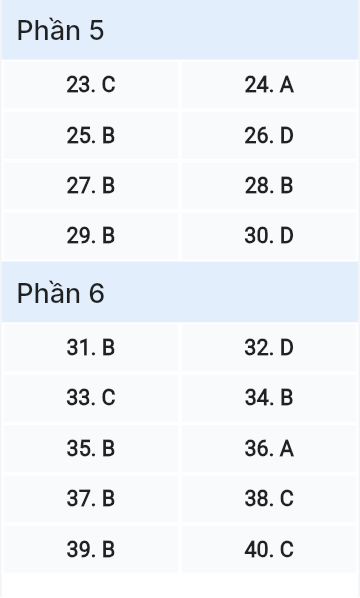 Phần 5
23. C 24. A
25. B 26. D
27. B 28. B
29. B 30. D
Phần 6
31. B 32. D
33. C 34. B
35. B 36. A
37. B 38. C
39. B 40. C